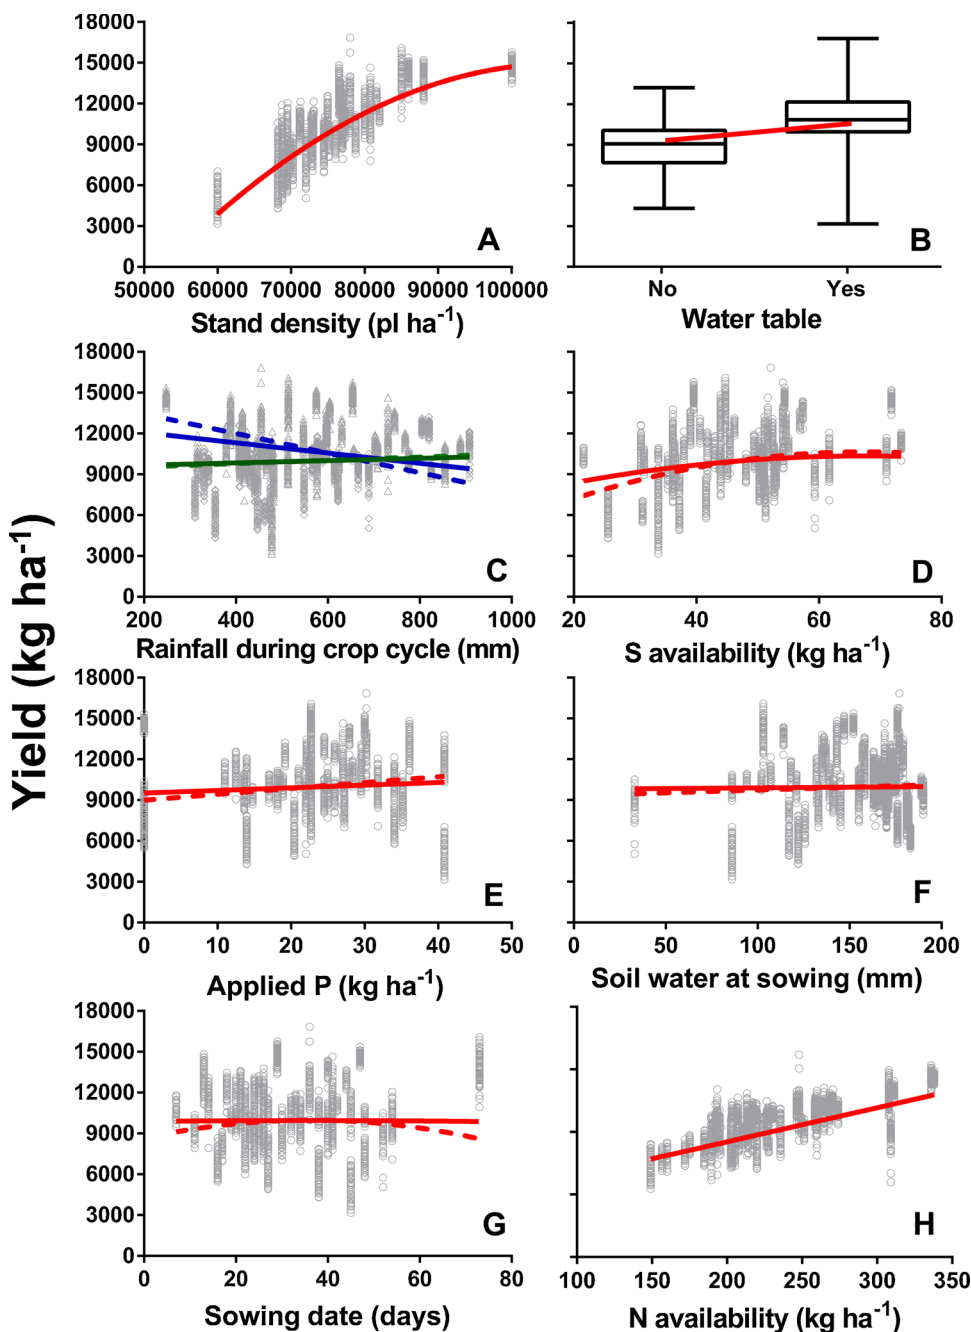 Yield (kg ha-1)
18000
15000
12000
9000
6000
3000
0
A
50000 60000 70000 80000 90000 100000
Stand density (pl ha-1)
B
No Yes
Water table
18000
15000
12000
9000
6000
3000
0
C
200 400 600 800 1000
Rainfall during crop cycle (mm)
D
20 40 60 80
S availability (kg ha-1)
18000
15000
12000
9000
6000
3000
0
E
0 10 20 30 40 50
Applied P (kg ha-1)
F
0 50 100 150 200
Soil water at sowing (mm)
18000
15000
12000
9000
6000
3000
0
G
0 20 40 60 80
Sowing date (days)
H
100 150 200 250 300 350
N availability (kg ha-1)